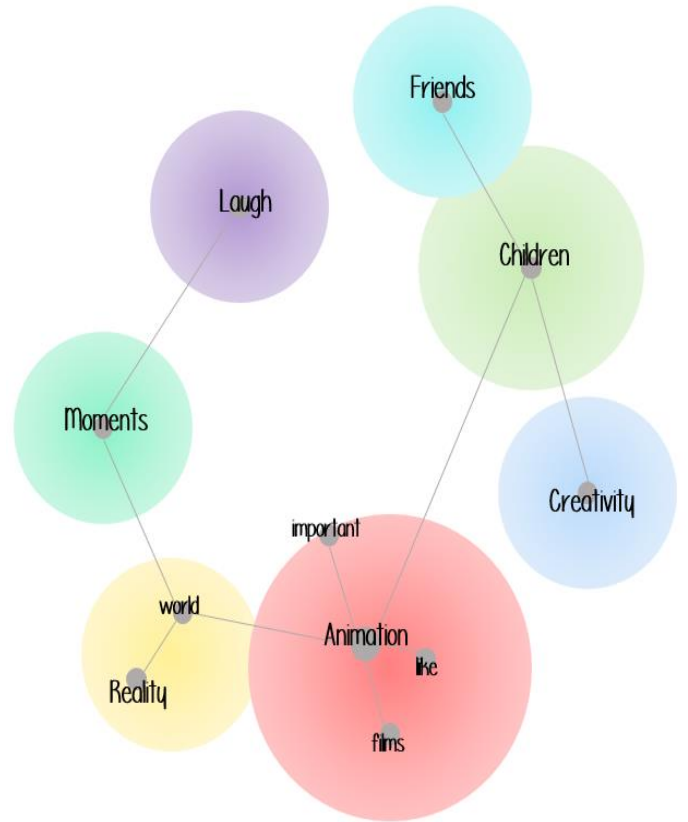 Friends
Laugh
Children
Moments
Creativity
important
world
Animation
like
Reality
films